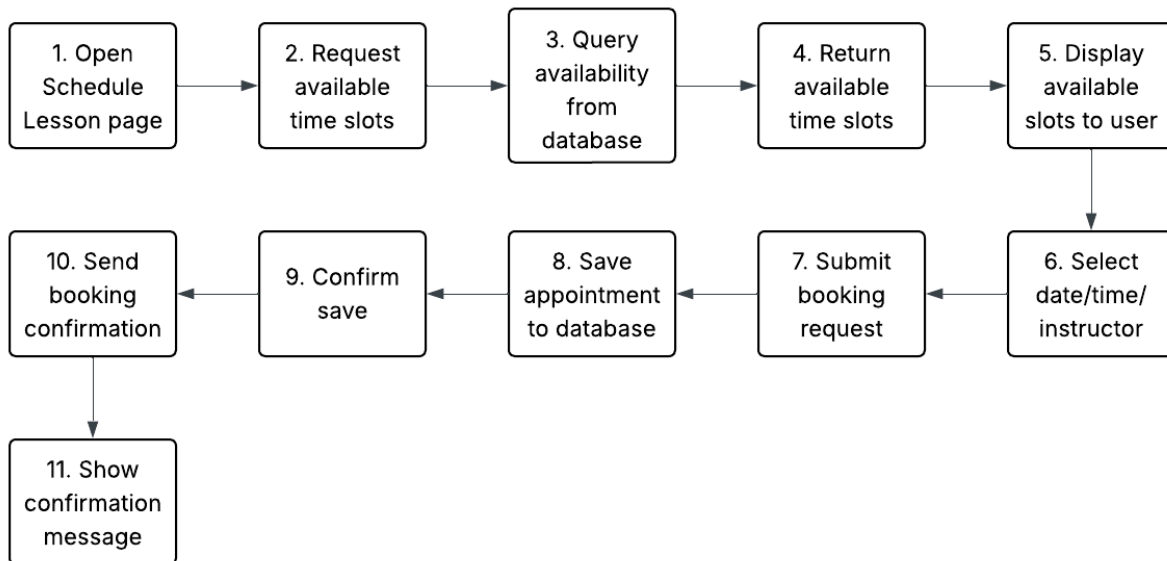 1. Open
Schedule
Lesson page
2. Request
available
time slots
3. Query
availability
from
database
4. Return
available
time slots
5. Display
available
slots to user
6. Select
date/time/
instructor
7. Submit
booking
request
8. Save
appointment
to database
9. Confirm
save
10. Send
booking
confirmation
11. Show
confirmation
message